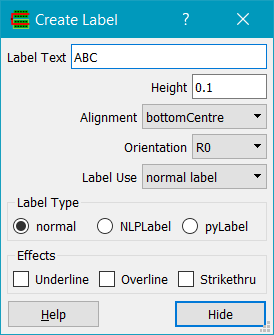 Create Label ? ×
Label Text ABC
Height 0.1
Alignment bottomCentre
Orientation R0
Label Use normal label
Label Type
normal NLPLabel pyLabel
Effects
Underline Overline Strikethru
Help Hide